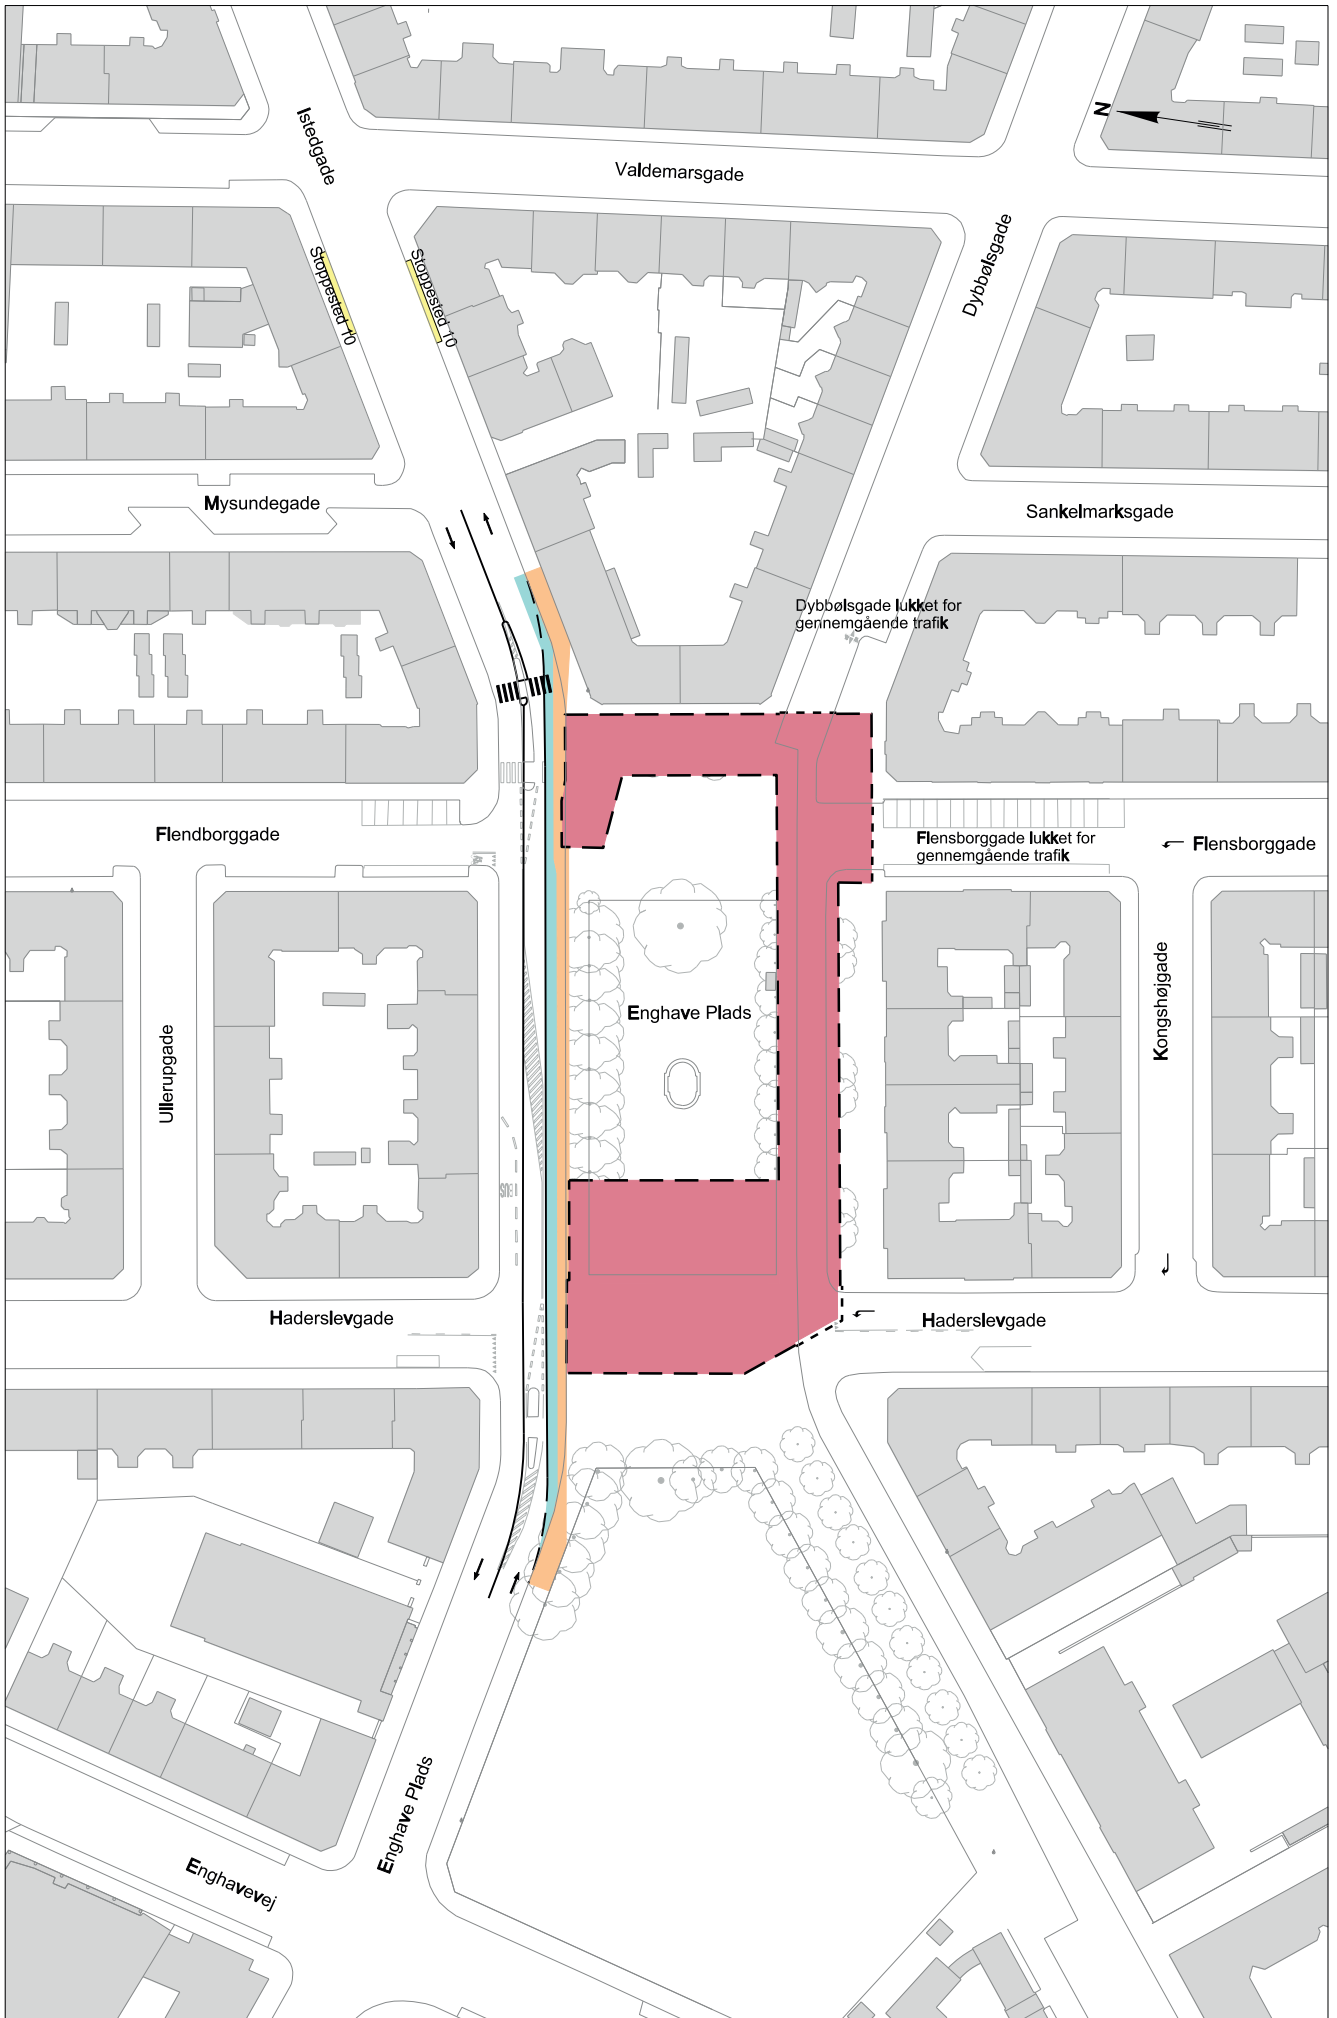 N
Istedgade
Valdemarsgade
Dybbølsgade
Stoppested 10
Stoppested 10
Mysundegade
Sankelmarksgade
Dybbølsgade lukket for
gennemgående trafik
Flendborggade
Flensborggade lukket for
gennemgående trafik
Flensborggade
Enghave Plads
Kongshøjgade
Ullerupgade
BUS
Haderslevgade
Haderslevgade
Enghave Plads
Enghavevej